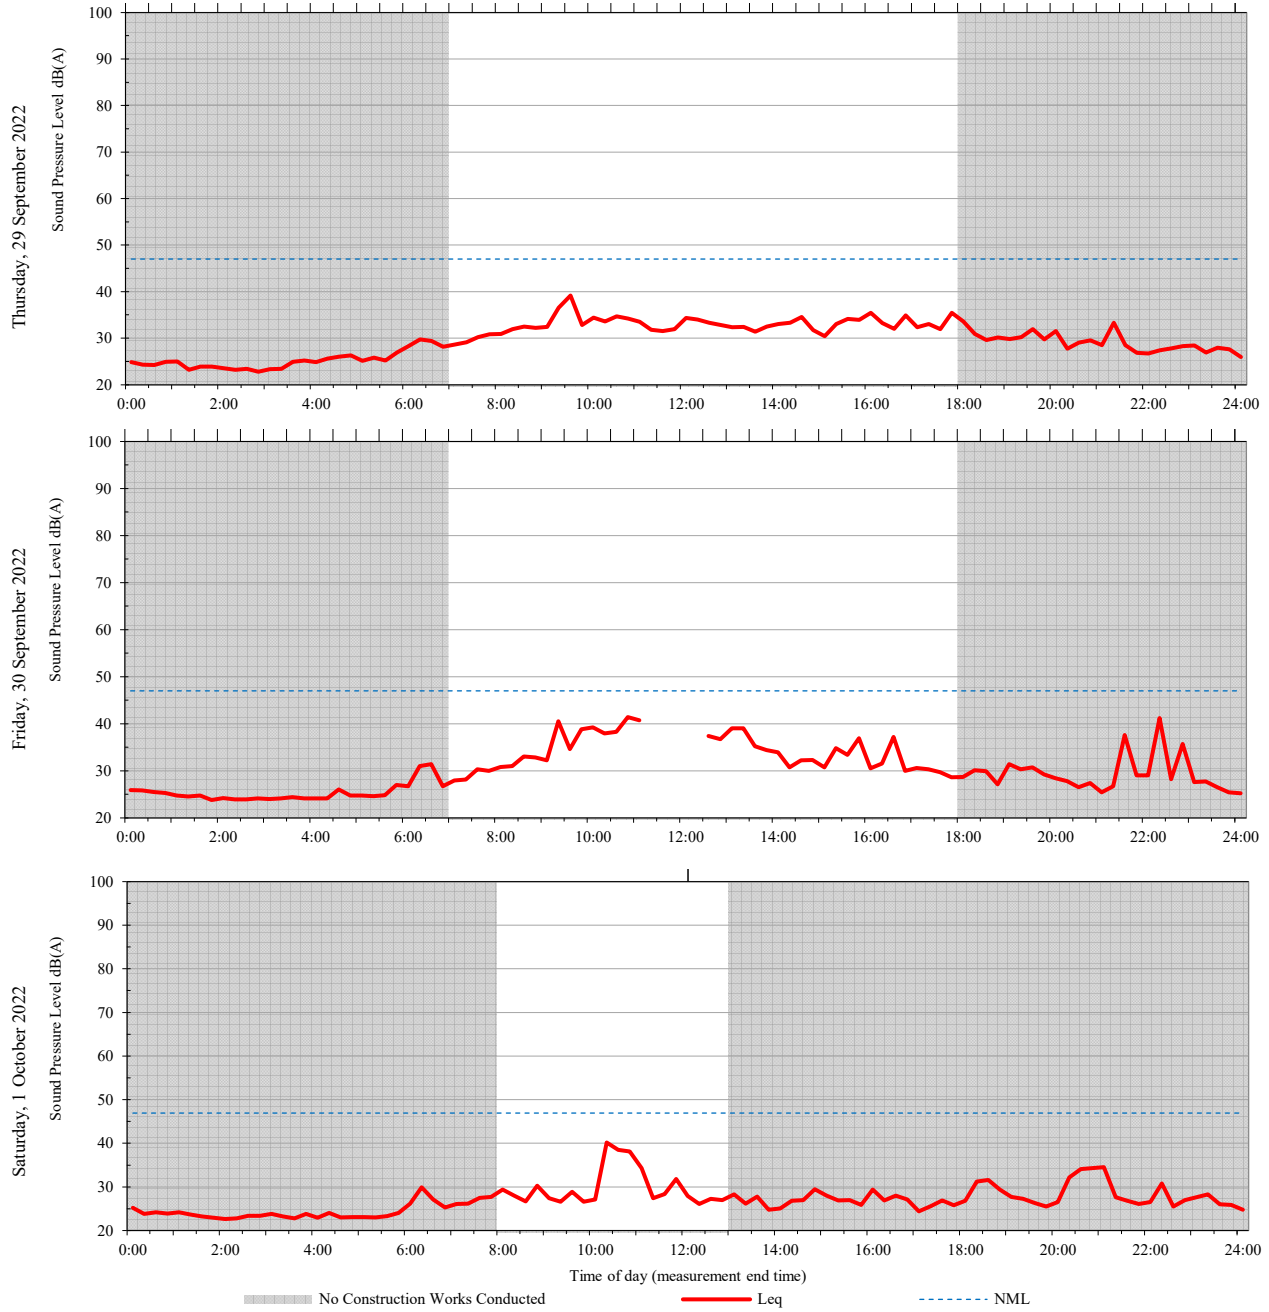 Thursday, 29 September 2022
Sound Pressure Level dB(A)
100
90
80
70
60
50
40
30
20
0:00 2:00 4:00 6:00 8:00 10:00 12:00 14:00 16:00 18:00 20:00 22:00 24:00
Friday, 30 September 2022
Sound Pressure Level dB(A)
100
90
80
70
60
50
40
30
20
0:00 2:00 4:00 6:00 8:00 10:00 12:00 14:00 16:00 18:00 20:00 22:00 24:00
Saturday, 1 October 2022
Sound Pressure Level dB(A)
100
90
80
70
60
50
40
30
20
0:00 2:00 4:00 6:00 8:00 10:00 12:00 14:00 16:00 18:00 20:00 22:00 24:00
Time of day (measurement end time)
No Construction Works Conducted Leq NML